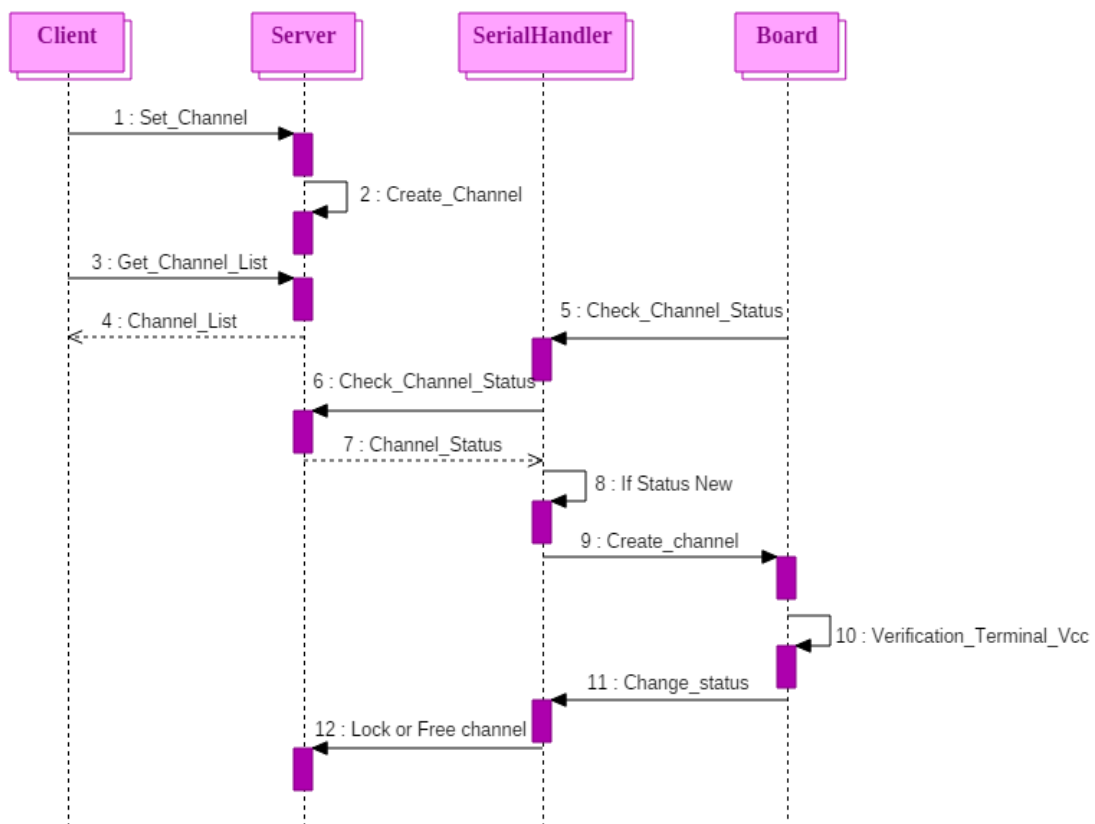 Client
Server
SerialHandler
Board
1 : Set_Channel
2 : Create_Channel
3 : Get_Channel_List
4 : Channel_List
5 : Check_Channel_Status
6 : Check_Channel_Status
7 : Channel_Status
8 : If Status New
9 : Create_channel
10 : Verification_Terminal_Vcc
11 : Change_status
12 : Lock or Free channel